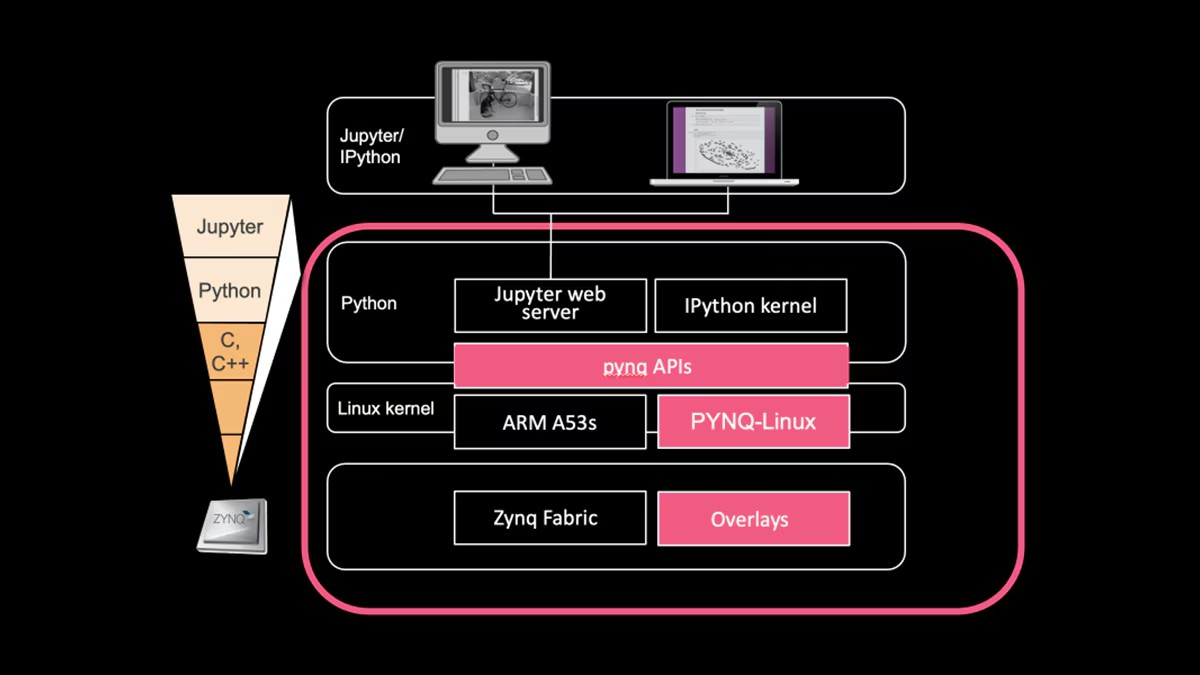 Jupyter/
IPython
Jupyter
Python
C,
C++
ZYNQ
Python
Jupyter web
server
IPython kernel
pynq APIs
Linux kernel
ARM A53s
PYNQ-Linux
Zynq Fabric
Overlays